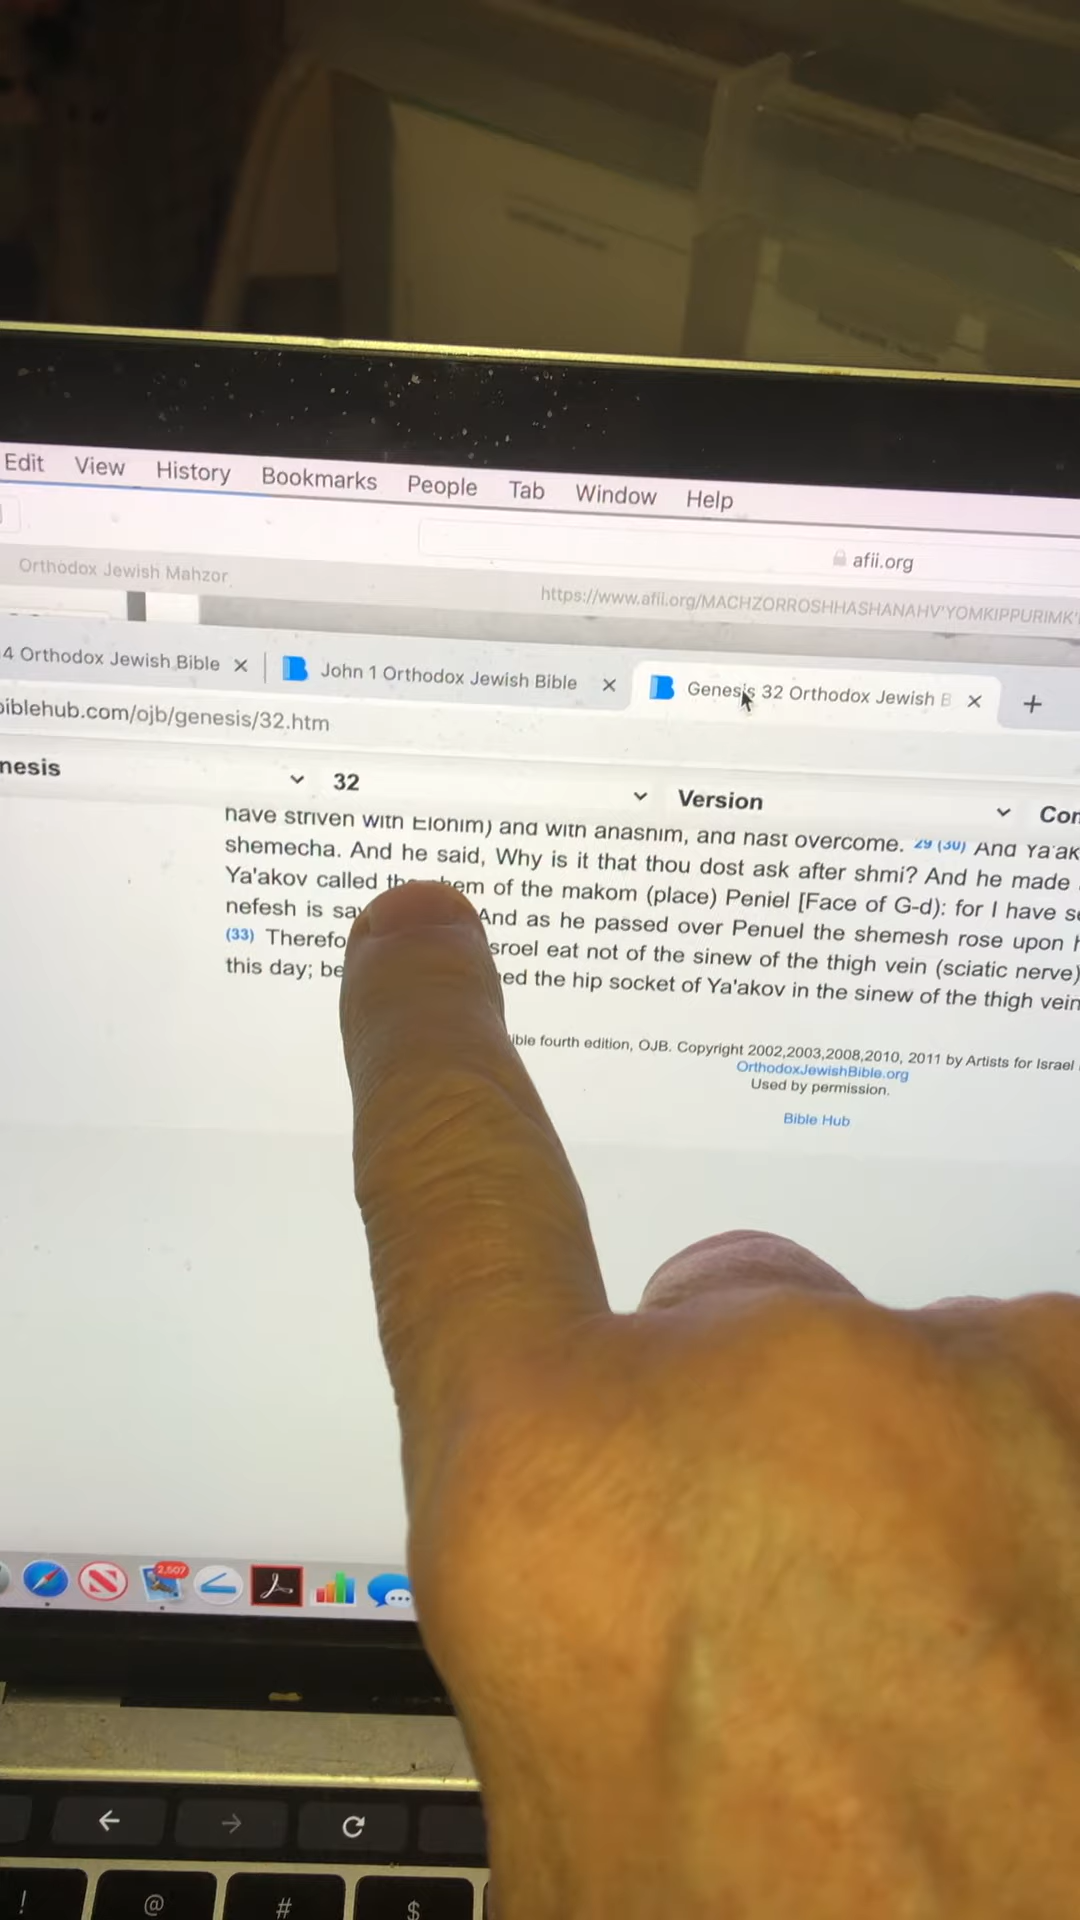 Edit View History Bookmarks People Tab Window Help
afii.org
Orthodox Jewish Mahzor
https://www.afii.org/MACHZORROSHHASHANAHV'YOMKIPPURIMK'
4 Orthodox Jewish Bible
John 1 Orthodox Jewish Bible
Genesis 32 Orthodox Jewish B
biblehub.com/ojb/genesis/32.htm
nesis 32 Version
have striven with Elohim) and with anashim, and hast overcome. 29 (30) And Ya'ak
shemecha. And he said, Why is it that thou dost ask after shmi? And he made
Ya'akov called of the makom (place) Peniel [Face of G-d): for I have
nefesh is And as he passed over Penuel the shemesh rose upon
(33) sroel eat not of the sinew of the thigh vein (sciatic nerve)
this day; ed the hip socket of Ya'akov in the sinew of the thigh vein
ible fourth edition, OJB. Copyright 2002,2003,2008,2010, 2011 by Artists for Israel
OrthodoxJewishBible.org
Used by permission.
Bible Hub
2,507
! @ # $